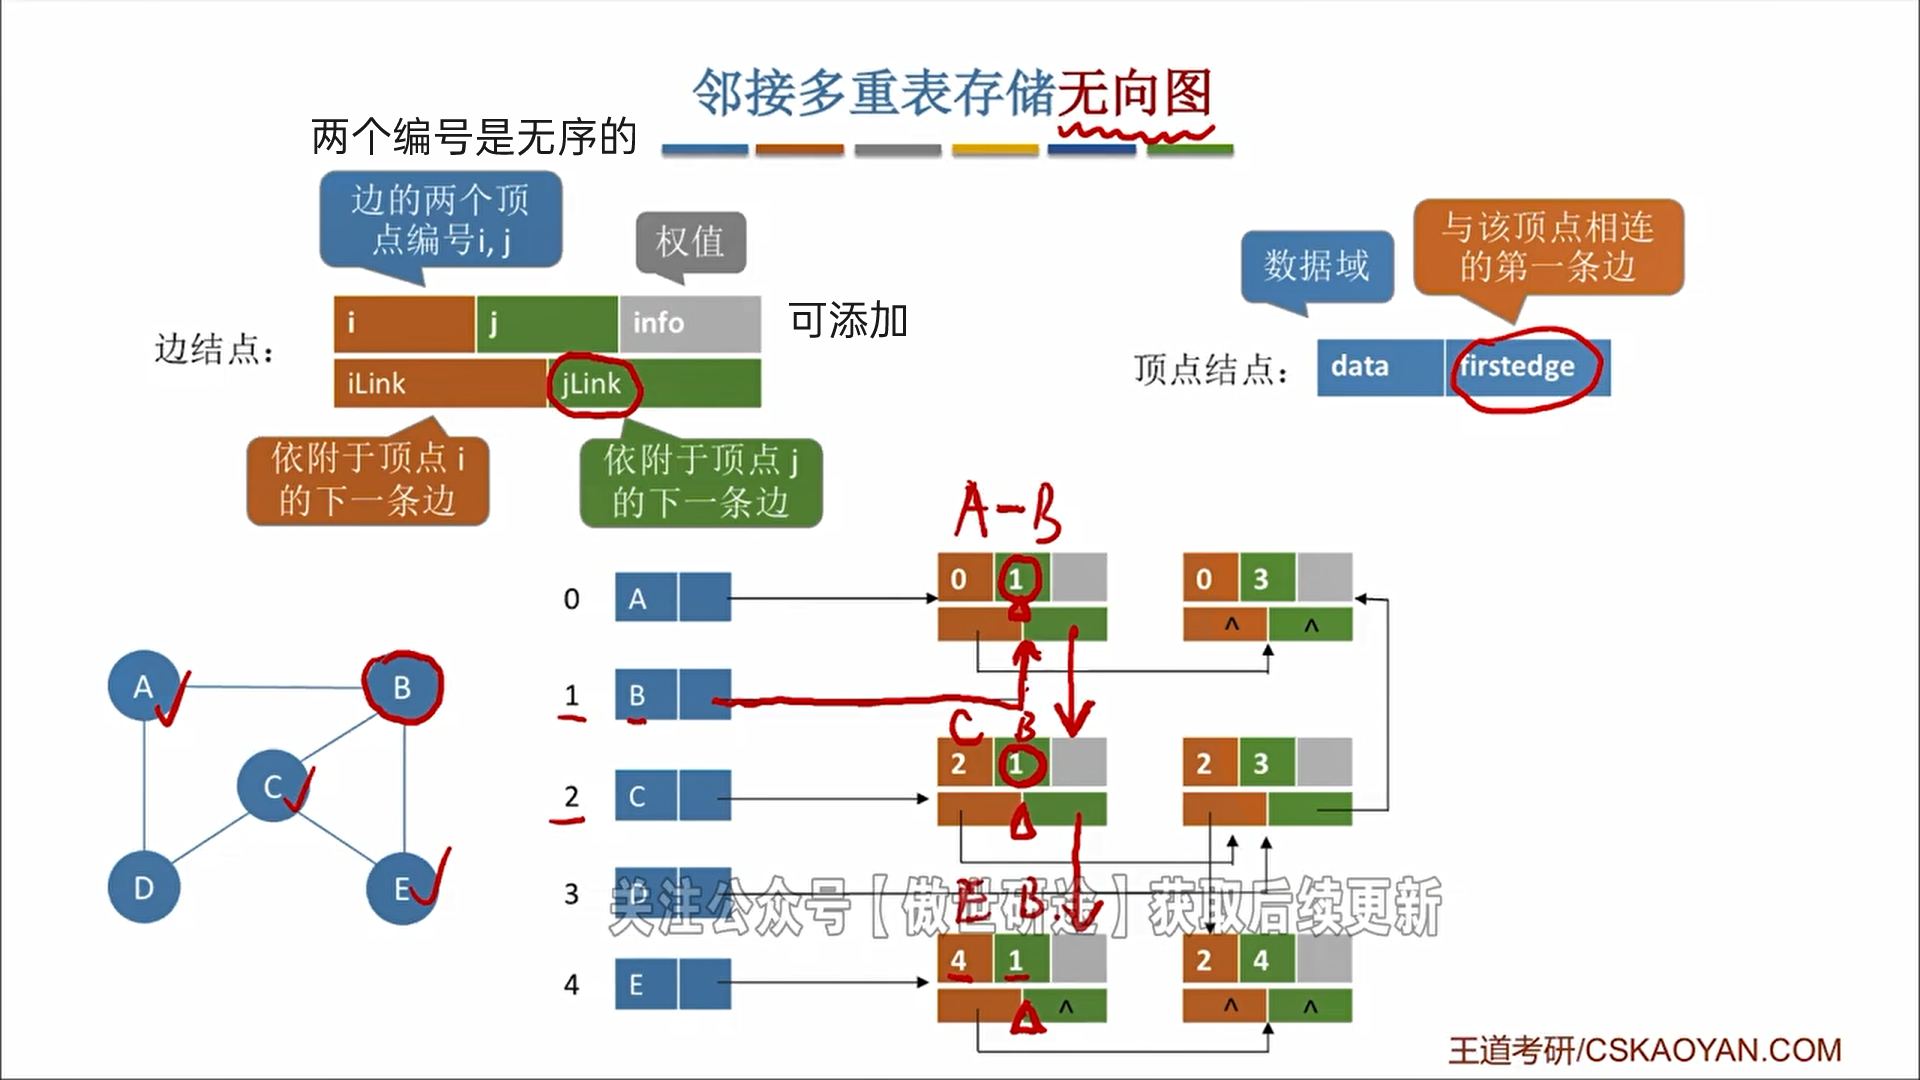 邻接多重表存储无向图
两个编号是无序的
边的两个顶
点编号i, j
权值
数据域
与该顶点相连
的第一条边
边结点：
i j info
可添加
iLink jLink
顶点结点：
data firstedge
依附于顶点 i
的下一条边
依附于顶点 j
的下一条边
A-B
0 A
0 1
0 3
^ ^
1 B
C B
2 C
2 1
2 3
3 D
关注公众号【傲世研途】获取后续更新
E B
4 E
4 1
^
2 4
^ ^
A B
C
D E
王道考研/CSKAOYAN.COM